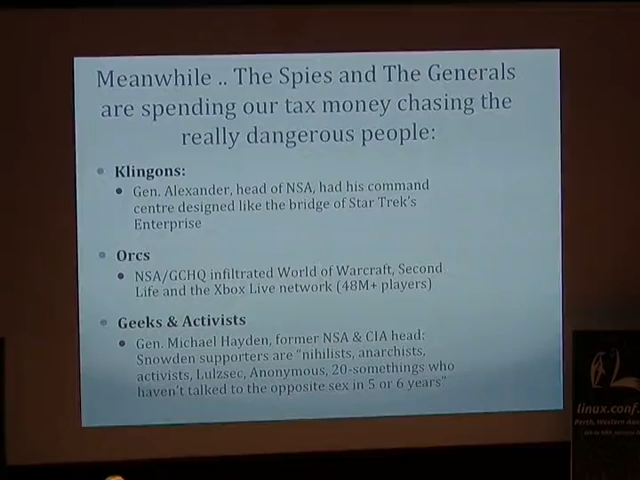 Meanwhile .. The Spies and The Generals
are spending our tax money chasing the
really dangerous people:
Klingons:
Gen. Alexander, head of NSA, had his command
centre designed like the bridge of Star Trek's
Enterprise
Orcs
NSA/GCHQ infiltrated World of Warcraft, Second
Life and the Xbox Live network (48M+ players)
Geeks & Activists
Gen. Michael Hayden, former NSA & CIA head:
Snowden supporters are "nihilists, anarchists,
activists, Lulzsec, Anonymous, 20-somethings who
haven't talked to the opposite sex in 5 or 6 years"
linux.conf.
Perth, Western